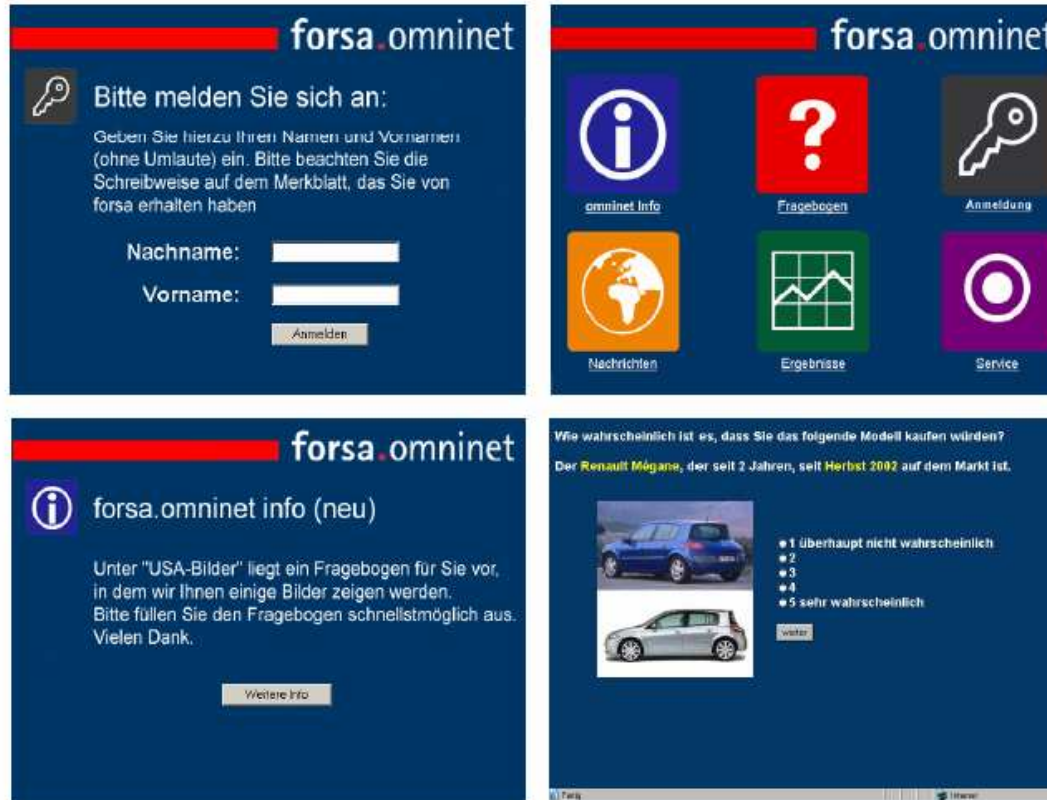 forsa.omninet
Bitte melden Sie sich an:
Geben Sie hierzu Ihren Namen und Vornamen
(ohne Umlaute) ein. Bitte beachten Sie die
Schreibweise auf dem Merkblatt, das Sie von
forsa erhalten haben
Nachname:
Vorname:
Anmelden
forsa.omninet
omninet Info
Fragebogen
Anmeldung
Nachrichten
Ergebnisse
Service
forsa.omninet
forsa.omninet info (neu)
Unter "USA-Bilder" liegt ein Fragebogen für Sie vor,
in dem wir Ihnen einige Bilder zeigen werden.
Bitte füllen Sie den Fragebogen schnellstmöglich aus.
Vielen Dank.
Weitere Info
Wie wahrscheinlich ist es, dass Sie das folgende Modell kaufen würden?
Der Renault Mégane, der seit 2 Jahren, seit Herbst 2002 auf dem Markt ist.
1 überhaupt nicht wahrscheinlich
2
3
4
5 sehr wahrscheinlich
weiter
Fertig
Internet